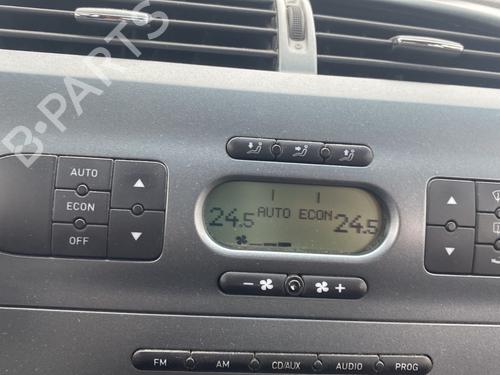 B-PARTS
AUTO
ECON
OFF
24.5 AUTO ECON 24.5
− +
FM AM CD/AUX AUDIO PROG